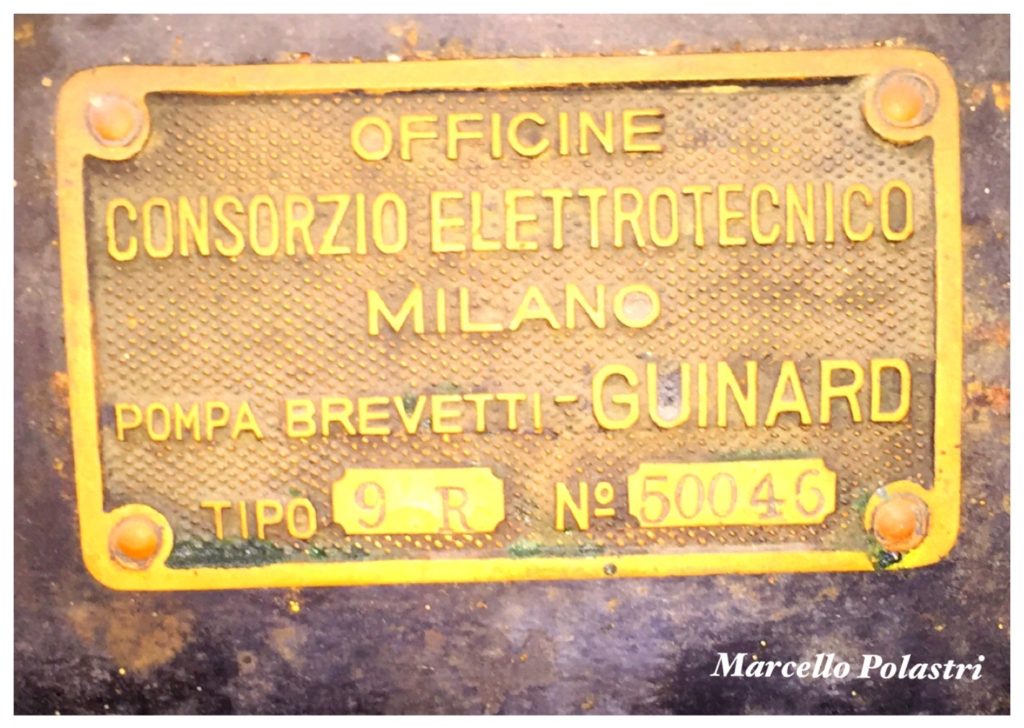 OFFICINE
CONSORZIO ELETTROTECNICO
MILANO
POMPA BREVETTI - GUINARD
TIPO 9 R Nº 50046
Marcello Polastri